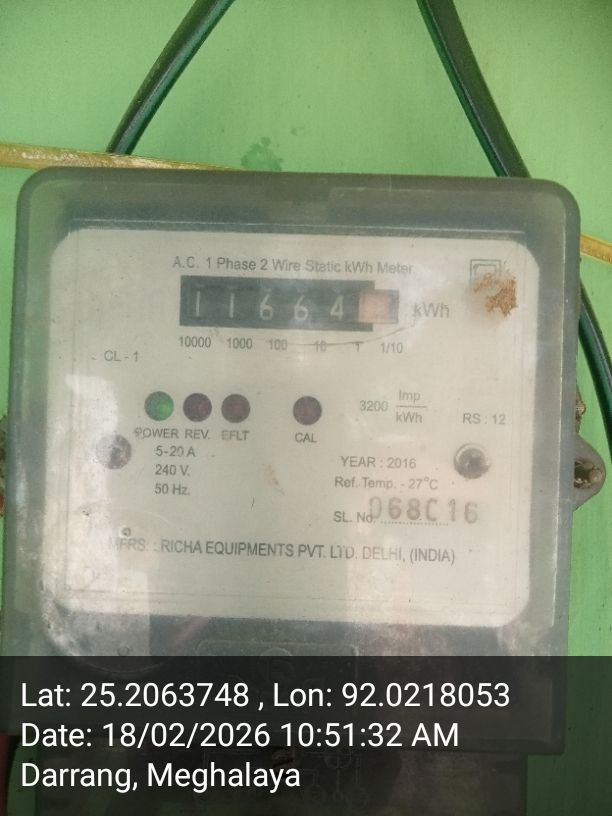 A.C. 1 Phase 2 Wire Static kWh Meter
11664 kWh
10000 1000 100 10 1 1/10
CL - 1
3200 Imp/kWh
RS : 12
POWER REV. EFLT CAL
5-20 A
240 V.
50 Hz.
YEAR : 2016
Ref. Temp. - 27°C
SL. No. 068C16
MFRS. : RICHA EQUIPMENTS PVT. LTD. DELHI, (INDIA)
Lat: 25.2063748 , Lon: 92.0218053
Date: 18/02/2026 10:51:32 AM
Darrang, Meghalaya